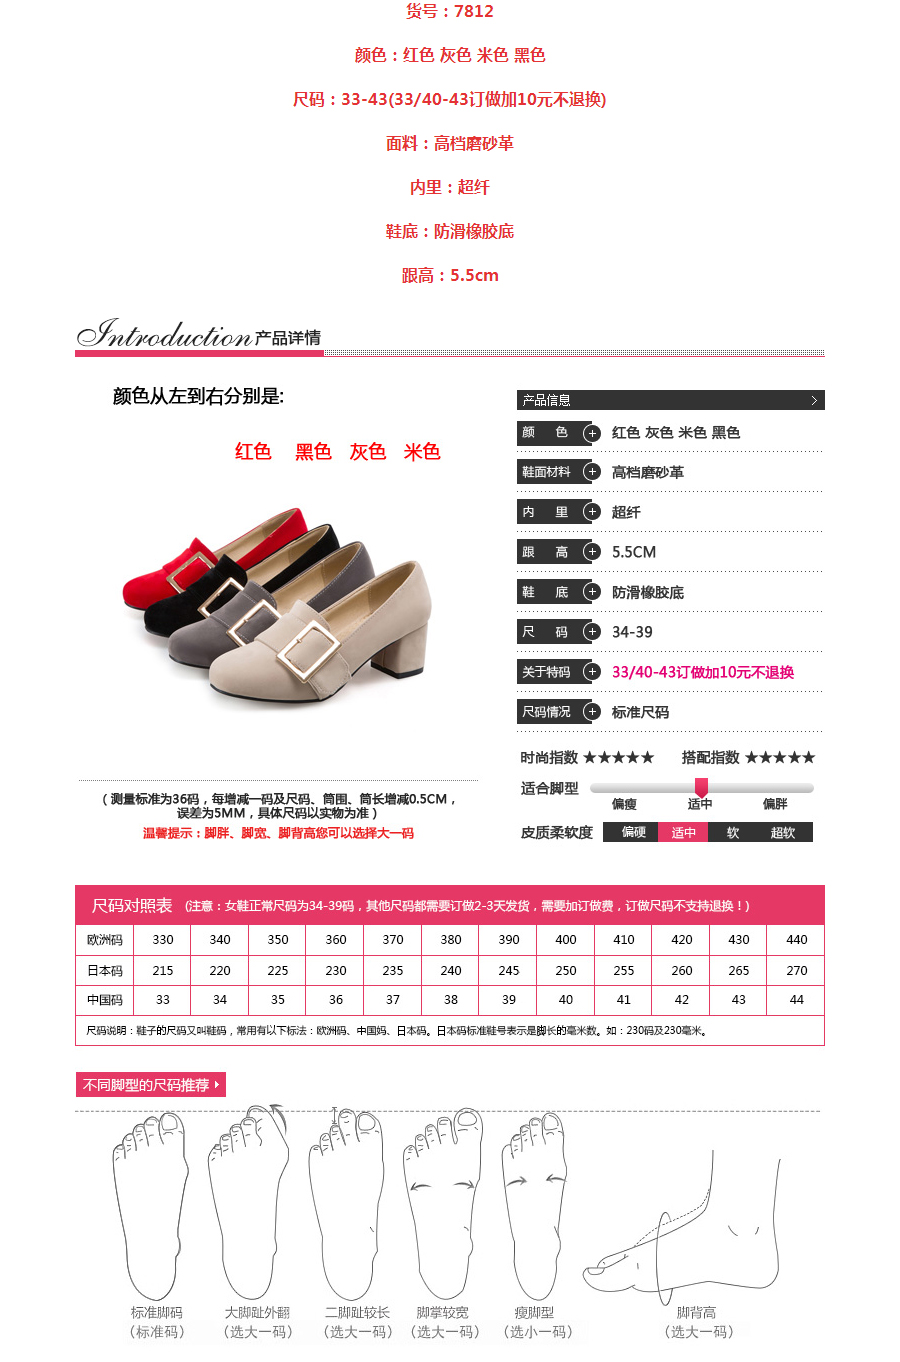 货号：7812
颜色：红色 灰色 米色 黑色
尺码：33-43(33/40-43订做加10元不退换)
面料：高档磨砂革
内里：超纤
鞋底：防滑橡胶底
跟高：5.5cm
Introduction 产品详情
颜色从左到右分别是:
红色 黑色 灰色 米色
（测量标准为36码，每增减一码及尺码、筒围、筒长增减0.5CM，
误差为5MM，具体尺码以实物为准）
温馨提示：脚胖、脚宽、脚背高您可以选择大一码
产品信息
颜 色 红色 灰色 米色 黑色
鞋面材料 高档磨砂革
内 里 超纤
跟 高 5.5CM
鞋 底 防滑橡胶底
尺 码 34-39
关于特码 33/40-43订做加10元不退换
尺码情况 标准尺码
时尚指数 ★★★★★ 搭配指数 ★★★★★
适合脚型
偏瘦 适中 偏胖
皮质柔软度 偏硬 适中 软 超软
尺码对照表 (注意：女鞋正常尺码为34-39码，其他尺码都需要订做2-3天发货，需要加订做费，订做尺码不支持退换！)
欧洲码 330 340 350 360 370 380 390 400 410 420 430 440
日本码 215 220 225 230 235 240 245 250 255 260 265 270
中国码 33 34 35 36 37 38 39 40 41 42 43 44
尺码说明：鞋子的尺码又叫鞋码，常用有以下标法：欧洲码、中国妈、日本码。日本码标准鞋号表示是脚长的毫米数。如：230码及230毫米。
不同脚型的尺码推荐
标准脚码 大脚趾外翻 二脚趾较长 脚掌较宽 瘦脚型 脚背高
（标准码） （选大一码） （选大一码） （选大一码） （选小一码） （选大一码）